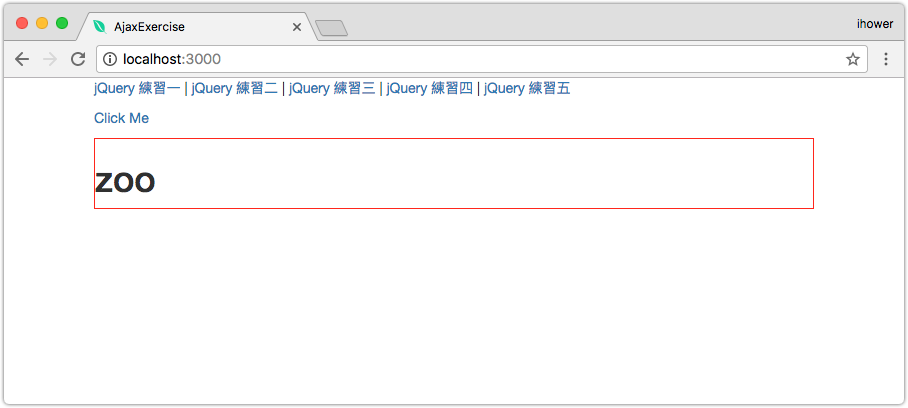 AjaxExercise
ihower
localhost:3000
jQuery 練習一 | jQuery 練習二 | jQuery 練習三 | jQuery 練習四 | jQuery 練習五
Click Me
ZOO